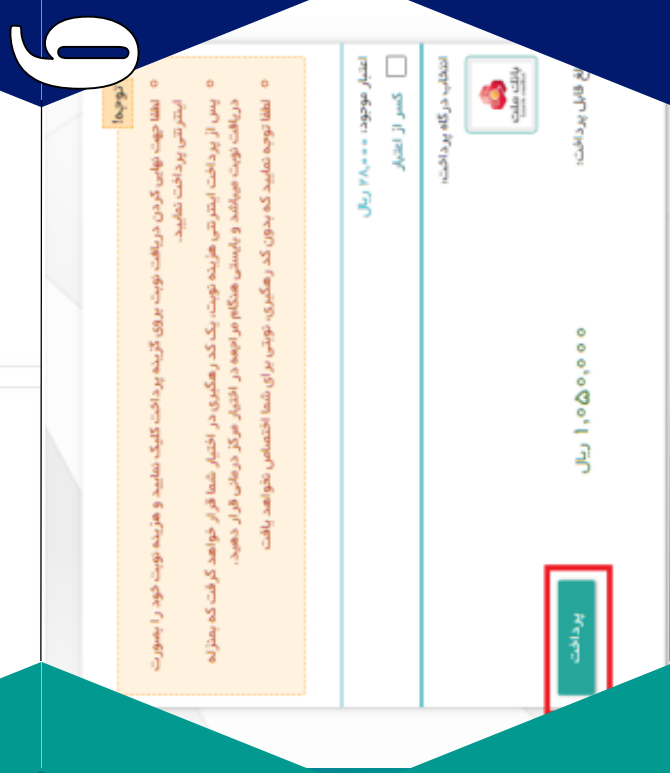 ۹
توجه!
لطفا جهت نهایی کردن دریافت نوبت برروی گزینه پرداخت کلیک نمایید و هزینه نوبت خود را بصورت
اینترنتی پرداخت نمایید.
پس از پرداخت اینترنتی هزینه نوبت، یک کد رهگیری در اختیار شما قرار خواهد گرفت که بمنزله
دریافت نوبت میباشد و بایستی هنگام مراجعه در اختیار مرکز درمانی قرار دهید.
لطفا توجه نمایید که بدون کد رهگیری، نوبتی برای شما اختصاص نخواهد یافت
اعتبار موجود: ۲۸,۰۰۰ ریال
کسر از اعتبار
انتخاب درگاه پرداخت:
بانک ملت
قابل پرداخت:
۱,۰۵۰,۰۰۰ ریال
پرداخت